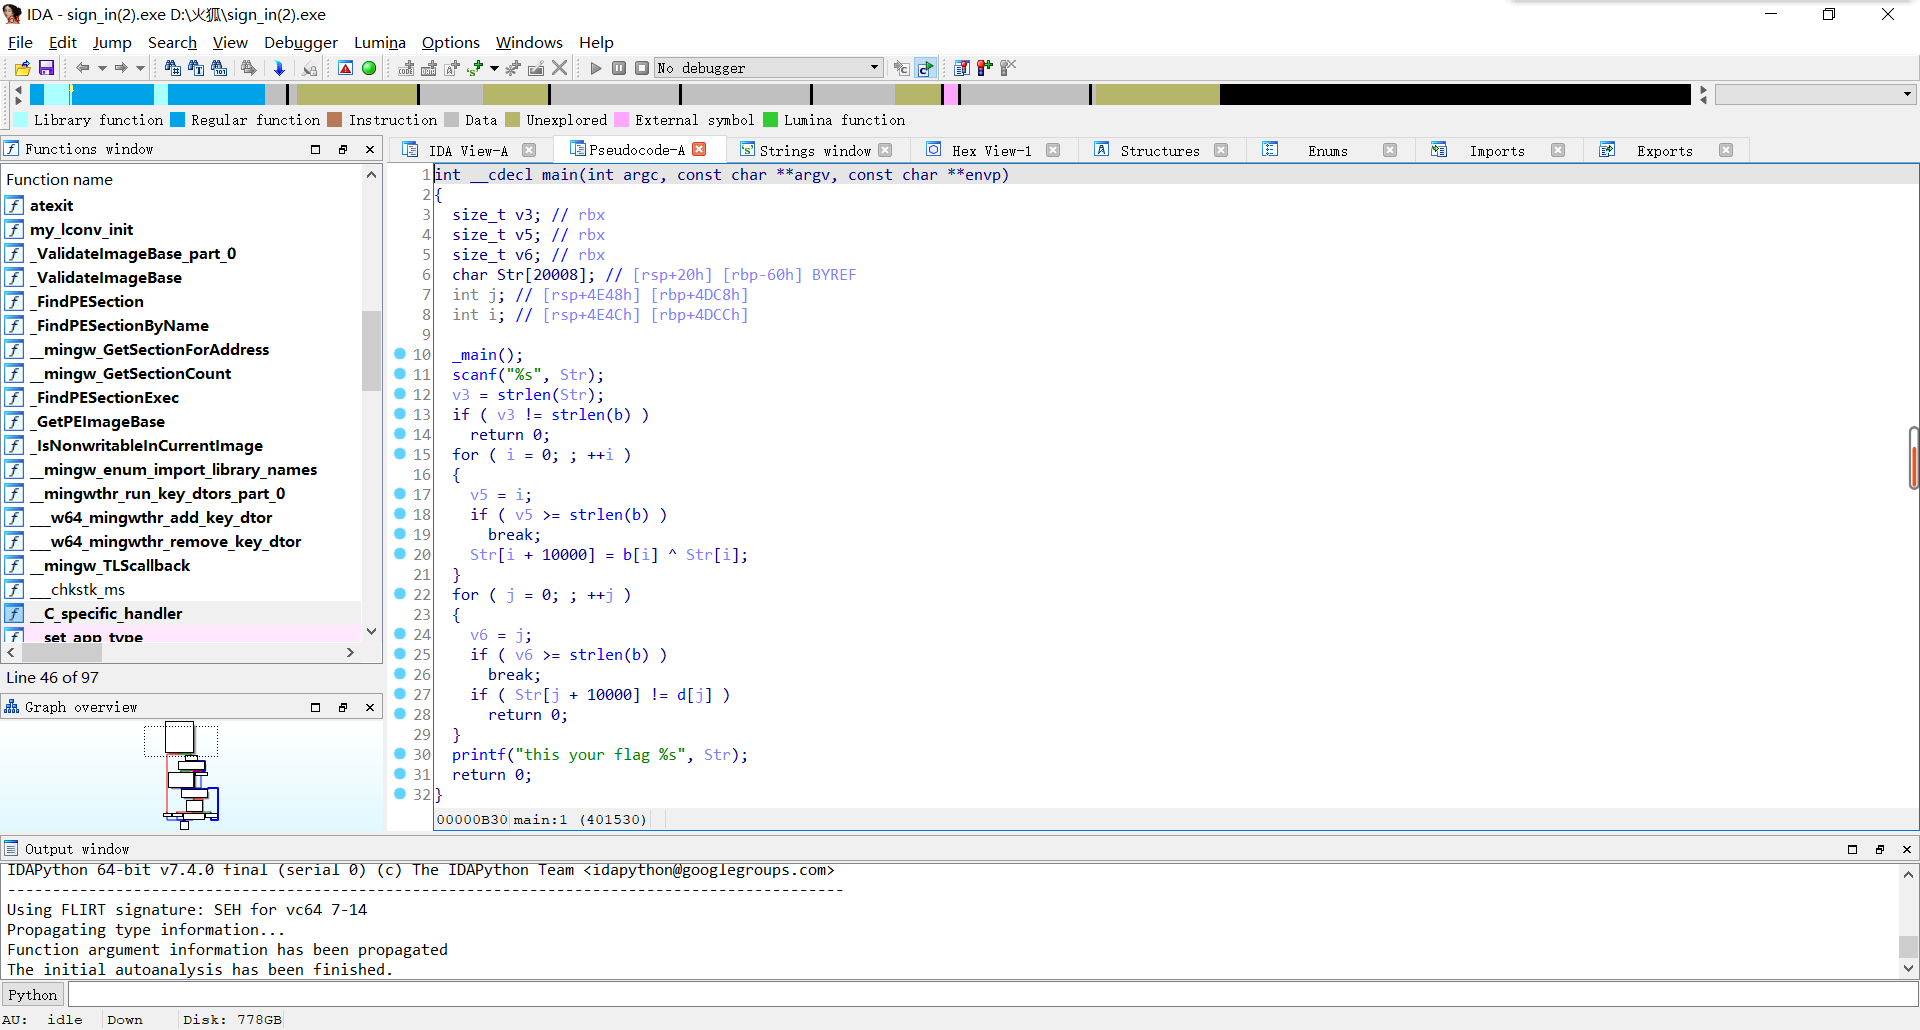 IDA - sign_in(2).exe D:\火狐\sign_in(2).exe
File Edit Jump Search View Debugger Lumina Options Windows Help
No debugger
Library function Regular function Instruction Data Unexplored External symbol Lumina function
Functions window
IDA View-A Pseudocode-A Strings window Hex View-1 Structures Enums Imports Exports
Function name
atexit
my_lconv_init
_ValidateImageBase_part_0
_ValidateImageBase
_FindPESection
_FindPESectionByName
__mingw_GetSectionForAddress
__mingw_GetSectionCount
_FindPESectionExec
_GetPEImageBase
_IsNonwritableInCurrentImage
__mingw_enum_import_library_names
__mingwthr_run_key_dtors_part_0
___w64_mingwthr_add_key_dtor
___w64_mingwthr_remove_key_dtor
__mingw_TLScallback
___chkstk_ms
__C_specific_handler
__set_app_type
Line 46 of 97
Graph overview
1 int __cdecl main(int argc, const char **argv, const char **envp)
2 {
3 size_t v3; // rbx
4 size_t v5; // rbx
5 size_t v6; // rbx
6 char Str[20008]; // [rsp+20h] [rbp-60h] BYREF
7 int j; // [rsp+4E48h] [rbp+4DC8h]
8 int i; // [rsp+4E4Ch] [rbp+4DCCh]
9
10 _main();
11 scanf("%s", Str);
12 v3 = strlen(Str);
13 if ( v3 != strlen(b) )
14 return 0;
15 for ( i = 0; ; ++i )
16 {
17 v5 = i;
18 if ( v5 >= strlen(b) )
19 break;
20 Str[i + 10000] = b[i] ^ Str[i];
21 }
22 for ( j = 0; ; ++j )
23 {
24 v6 = j;
25 if ( v6 >= strlen(b) )
26 break;
27 if ( Str[j + 10000] != d[j] )
28 return 0;
29 }
30 printf("this your flag %s", Str);
31 return 0;
32 }
00000B30 main:1 (401530)
Output window
IDAPython 64-bit v7.4.0 final (serial 0) (c) The IDAPython Team <idapython@googlegroups.com>
---------------------------------------------------------------------------------------------
Using FLIRT signature: SEH for vc64 7-14
Propagating type information...
Function argument information has been propagated
The initial autoanalysis has been finished.
Python
AU: idle Down Disk: 778GB